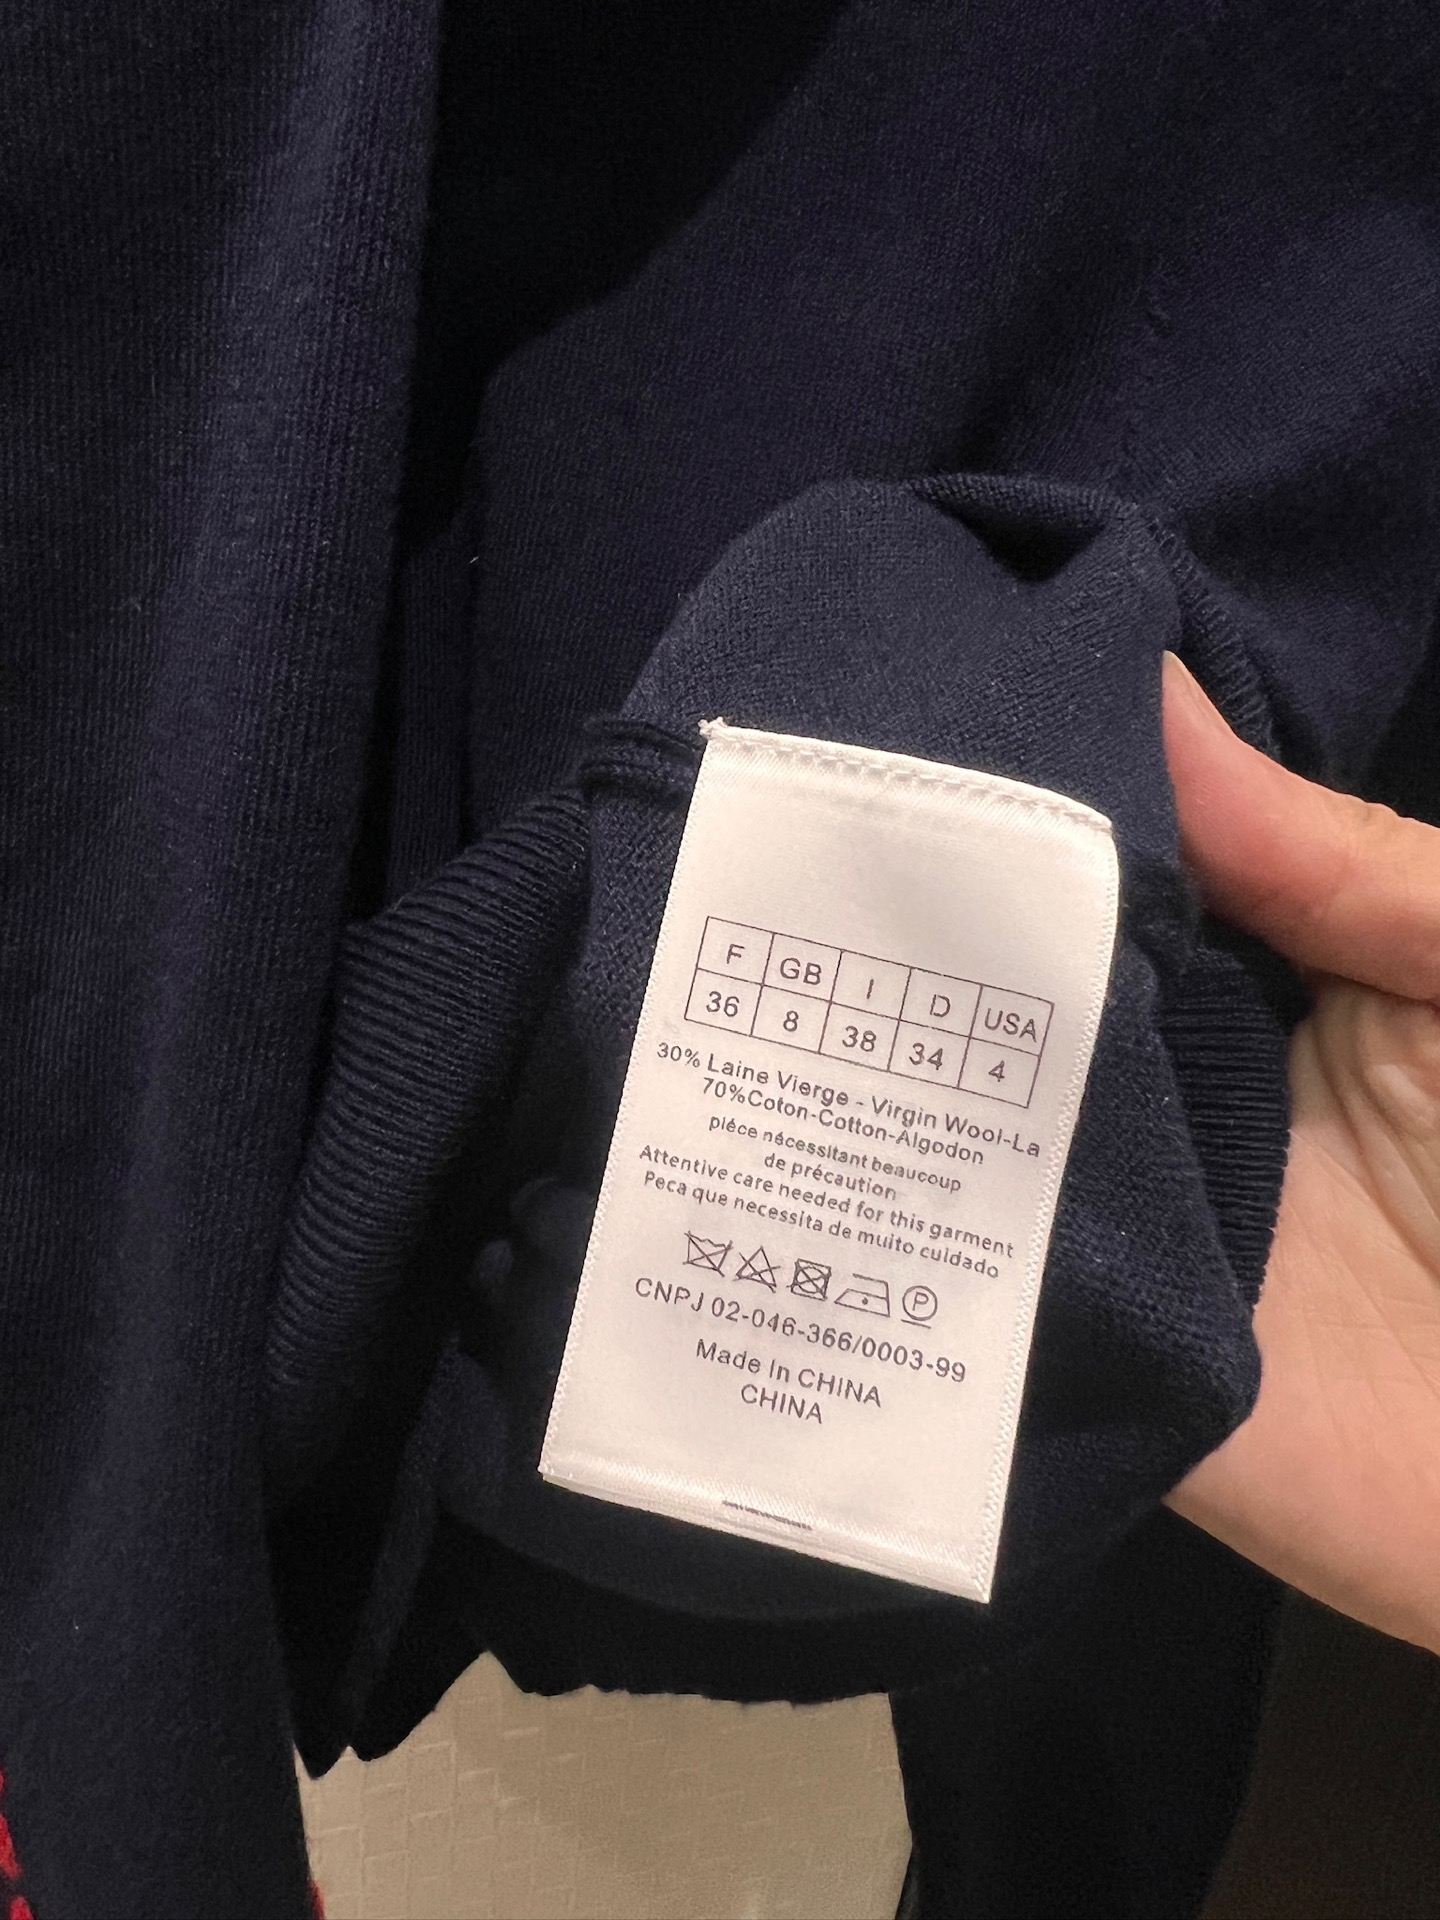 F GB I D USA
36 8 38 34 4
30% Laine Vierge - Virgin Wool-La
70%Coton-Cotton-Algodon
piéce nécessitant beaucoup
de précaution
Attentive care needed for this garment
Peca que necessita de muito cuidado
P
CNPJ 02-046-366/0003-99
Made In CHINA
CHINA